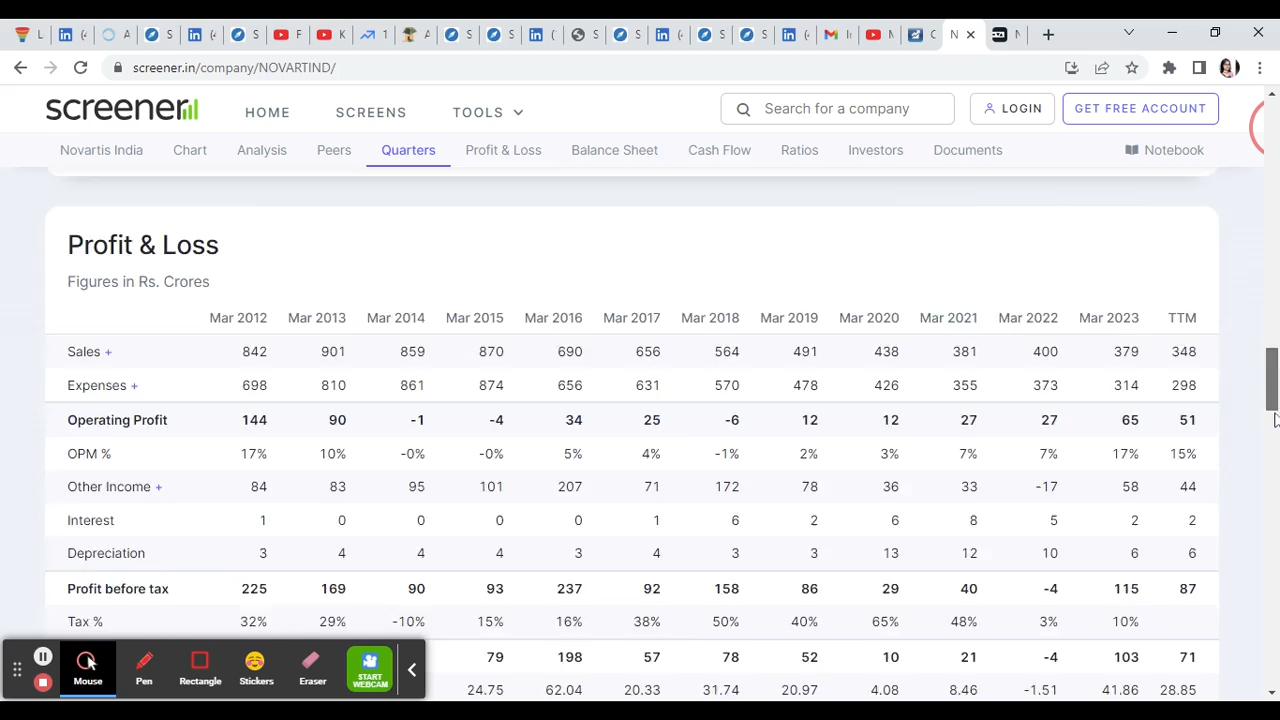 L (4 A S (4 S F K 1 A S S ( S S (4 S S (4 Ir N C N N
screener.in/company/NOVARTIND/
screener HOME SCREENS TOOLS Search for a company LOGIN GET FREE ACCOUNT
Novartis India Chart Analysis Peers Quarters Profit & Loss Balance Sheet Cash Flow Ratios Investors Documents Notebook
Profit & Loss
Figures in Rs. Crores
Mar 2012 Mar 2013 Mar 2014 Mar 2015 Mar 2016 Mar 2017 Mar 2018 Mar 2019 Mar 2020 Mar 2021 Mar 2022 Mar 2023 TTM
Sales + 842 901 859 870 690 656 564 491 438 381 400 379 348
Expenses + 698 810 861 874 656 631 570 478 426 355 373 314 298
Operating Profit 144 90 -1 -4 34 25 -6 12 12 27 27 65 51
OPM % 17% 10% -0% -0% 5% 4% -1% 2% 3% 7% 7% 17% 15%
Other Income + 84 83 95 101 207 71 172 78 36 33 -17 58 44
Interest 1 0 0 0 0 1 6 2 6 8 5 2 2
Depreciation 3 4 4 4 3 4 3 3 13 12 10 6 6
Profit before tax 225 169 90 93 237 92 158 86 29 40 -4 115 87
Tax % 32% 29% -10% 15% 16% 38% 50% 40% 65% 48% 3% 10%
79 198 57 78 52 10 21 -4 103 71
24.75 62.04 20.33 31.74 20.97 4.08 8.46 -1.51 41.86 28.85
Mouse Pen Rectangle Stickers Eraser START WEBCAM